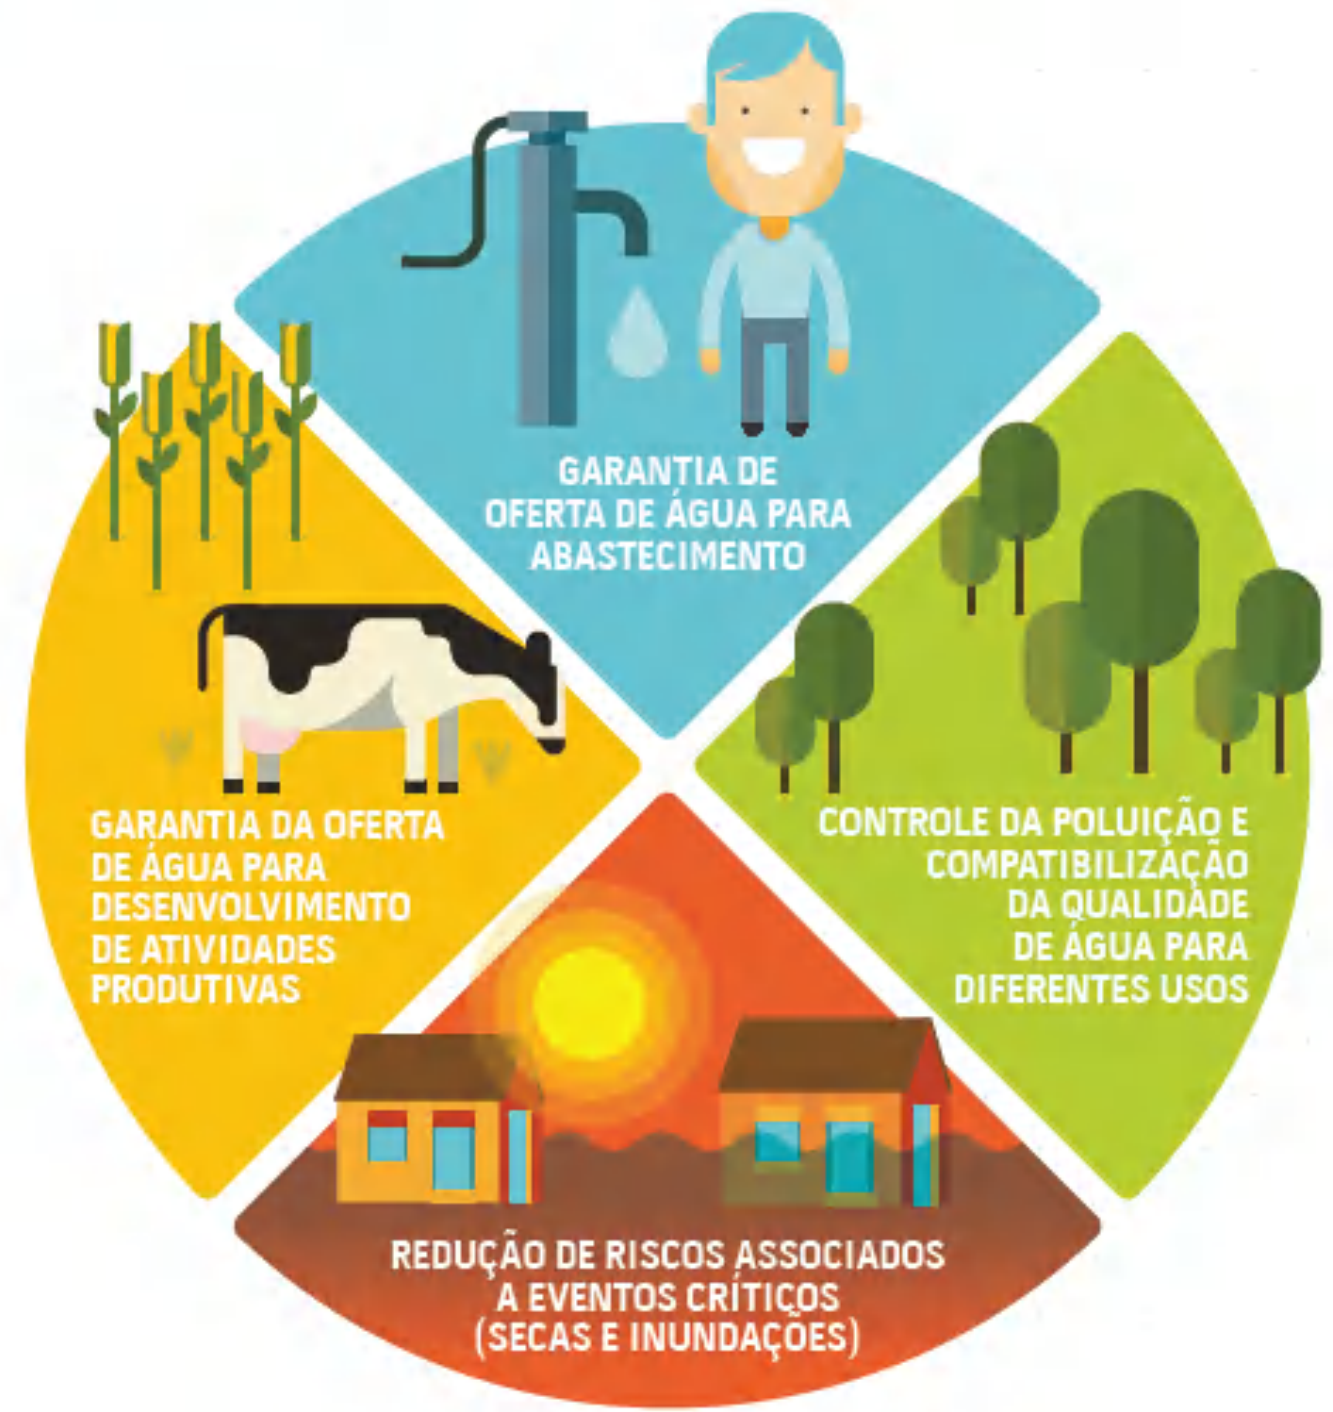 GARANTIA DE
OFERTA DE ÁGUA PARA
ABASTECIMENTO
GARANTIA DA OFERTA
DE ÁGUA PARA
DESENVOLVIMENTO
DE ATIVIDADES
PRODUTIVAS
CONTROLE DA POLUIÇÃO E
COMPATIBILIZAÇÃO
DA QUALIDADE
DE ÁGUA PARA
DIFERENTES USOS
REDUÇÃO DE RISCOS ASSOCIADOS
A EVENTOS CRÍTICOS
(SECAS E INUNDAÇÕES)